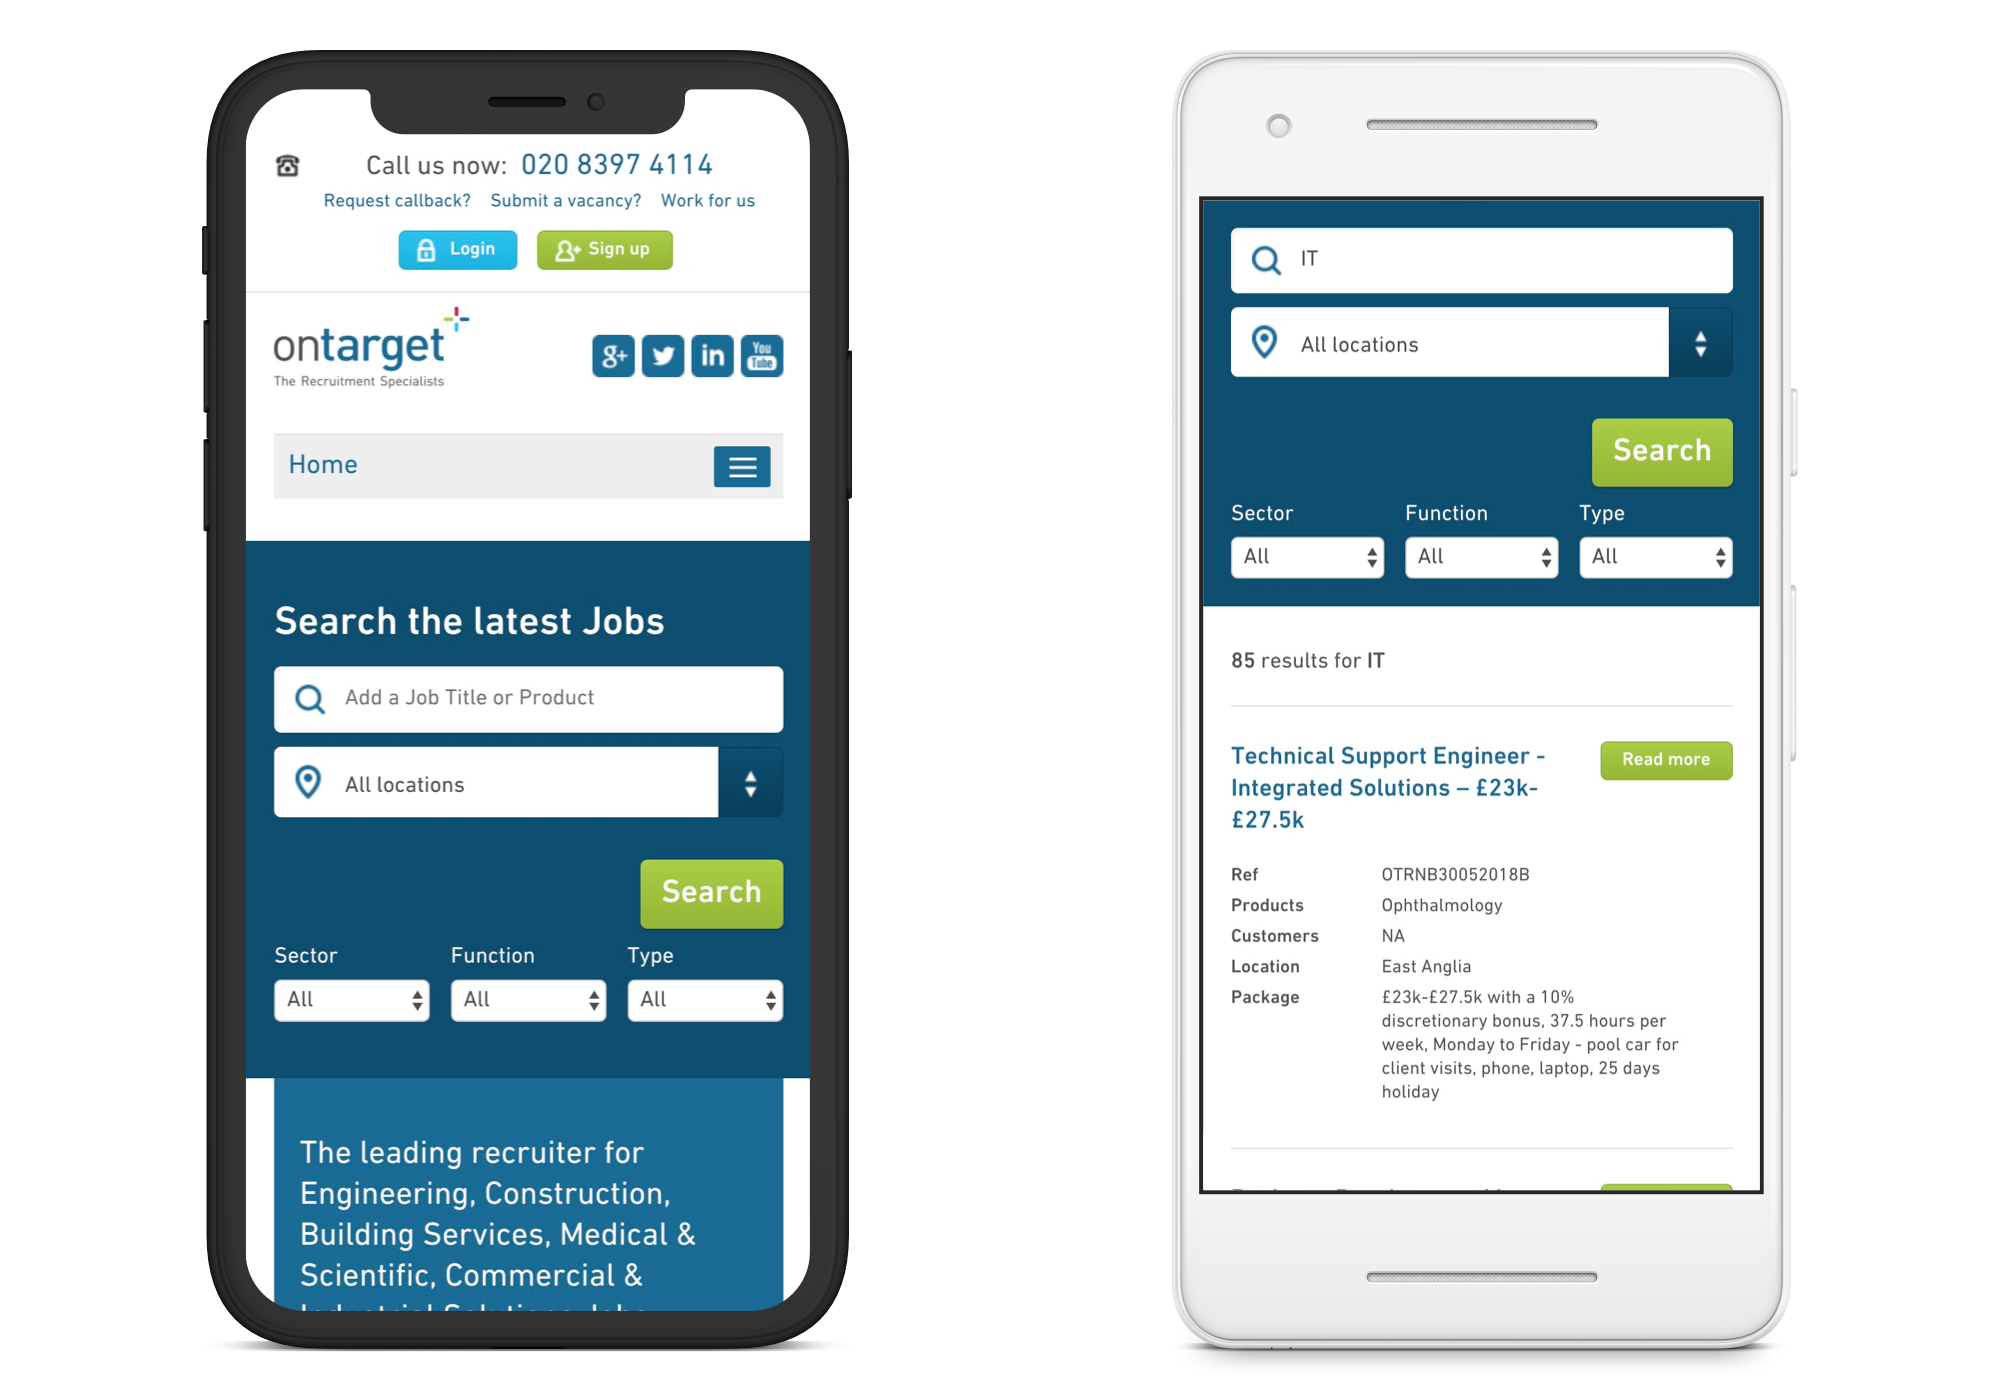 Call us now: 020 8397 4114
Request callback? Submit a vacancy? Work for us
Login Sign up
ontarget
The Recruitment Specialists
g+ in You Tube
Home
Search the latest Jobs
Add a Job Title or Product
All locations
Search
Sector Function Type
All All All
The leading recruiter for
Engineering, Construction,
Building Services, Medical &
Scientific, Commercial &
Industrial Solutions Jobs
IT
All locations
Search
Sector Function Type
All All All
85 results for IT
Technical Support Engineer -
Integrated Solutions – £23k-
£27.5k
Read more
Ref OTRNB30052018B
Products Ophthalmology
Customers NA
Location East Anglia
Package £23k-£27.5k with a 10%
discretionary bonus, 37.5 hours per
week, Monday to Friday - pool car for
client visits, phone, laptop, 25 days
holiday